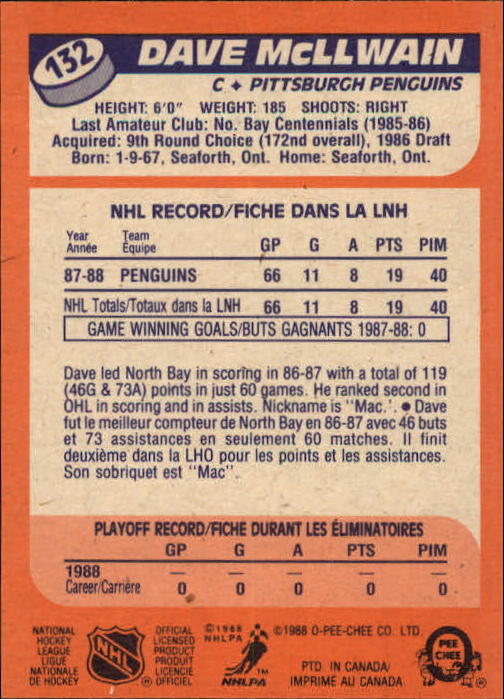 132
DAVE McLLWAIN
C ♦ PITTSBURGH PENGUINS
HEIGHT: 6'0" WEIGHT: 185 SHOOTS: RIGHT
Last Amateur Club: No. Bay Centennials (1985-86)
Acquired: 9th Round Choice (172nd overall), 1986 Draft
Born: 1-9-67, Seaforth, Ont. Home: Seaforth, Ont.
NHL RECORD/FICHE DANS LA LNH
Year Team
Année Équipe GP G A PTS PIM
87-88 PENGUINS 66 11 8 19 40
NHL Totals/Totaux dans la LNH 66 11 8 19 40
GAME WINNING GOALS/BUTS GAGNANTS 1987-88: 0
Dave led North Bay in scoring in 86-87 with a total of 119
(46G & 73A) points in just 60 games. He ranked second in
OHL in scoring and in assists. Nickname is "Mac.'. ● Dave
fut le meilleur compteur de North Bay en 86-87 avec 46 buts
et 73 assistances en seulement 60 matches. Il finit
deuxième dans la LHO pour les points et les assistances.
Son sobriquet est "Mac".
PLAYOFF RECORD/FICHE DURANT LES ÉLIMINATOIRES
GP G A PTS PIM
1988 — — — — —
Career/Carrière 0 0 0 0 0
NATIONAL
HOCKEY
LEAGUE
LIGUE
NATIONALE
DE HOCKEY
NHL
®
OFFICIAL
LICENSED
PRODUCT
PRODUIT
LICENCIÉ
OFFICIEL
©1988
NHLPA
NHLPA
™
©1988 O-PEE-CHEE CO. LTD.
PTD. IN CANADA/
IMPRIMÉ AU CANADA
O
PEE
CHEE